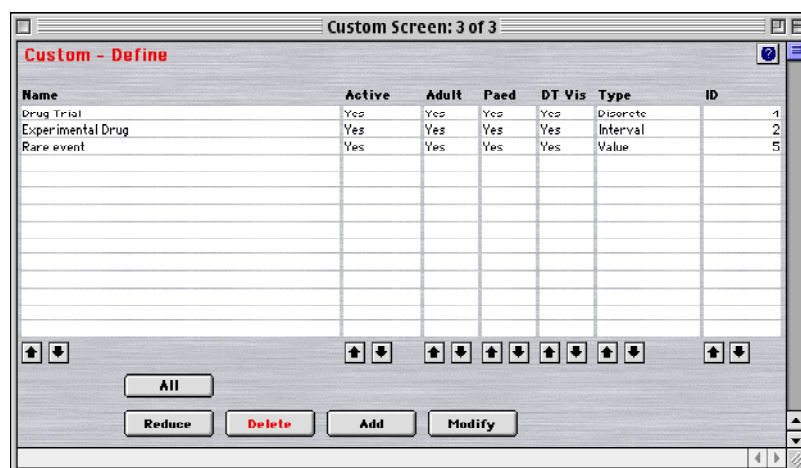 Custom Screen: 3 of 3
Custom - Define
?
Name Active Adult Paed DT Vis Type ID
Drug Trial Yes Yes Yes Yes Discrete 4
Experimental Drug Yes Yes Yes Yes Interval 2
Rare event Yes Yes Yes Yes Value 5
All
Reduce Delete Add Modify